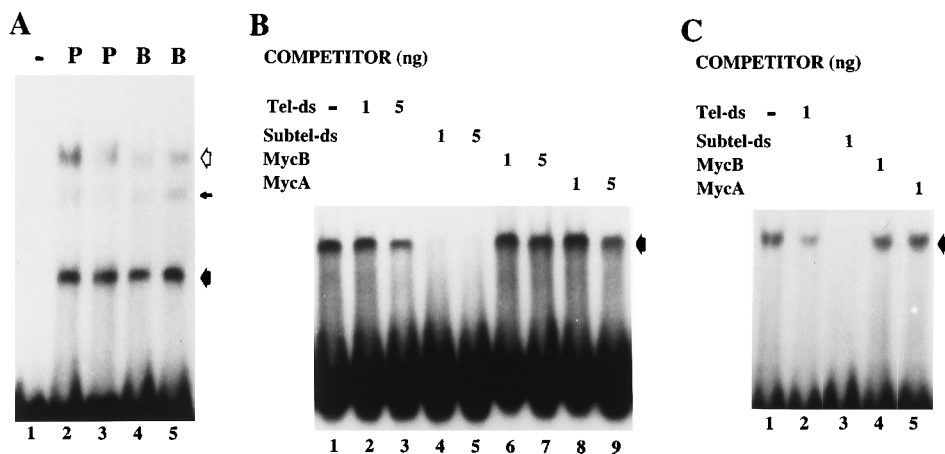 A
- P P B B
1 2 3 4 5
B
COMPETITOR (ng)
Tel-ds - 1 5
Subtel-ds 1 5
MycB 1 5
MycA 1 5
1 2 3 4 5 6 7 8 9
C
COMPETITOR (ng)
Tel-ds - 1
Subtel-ds 1
MycB 1
MycA 1
1 2 3 4 5